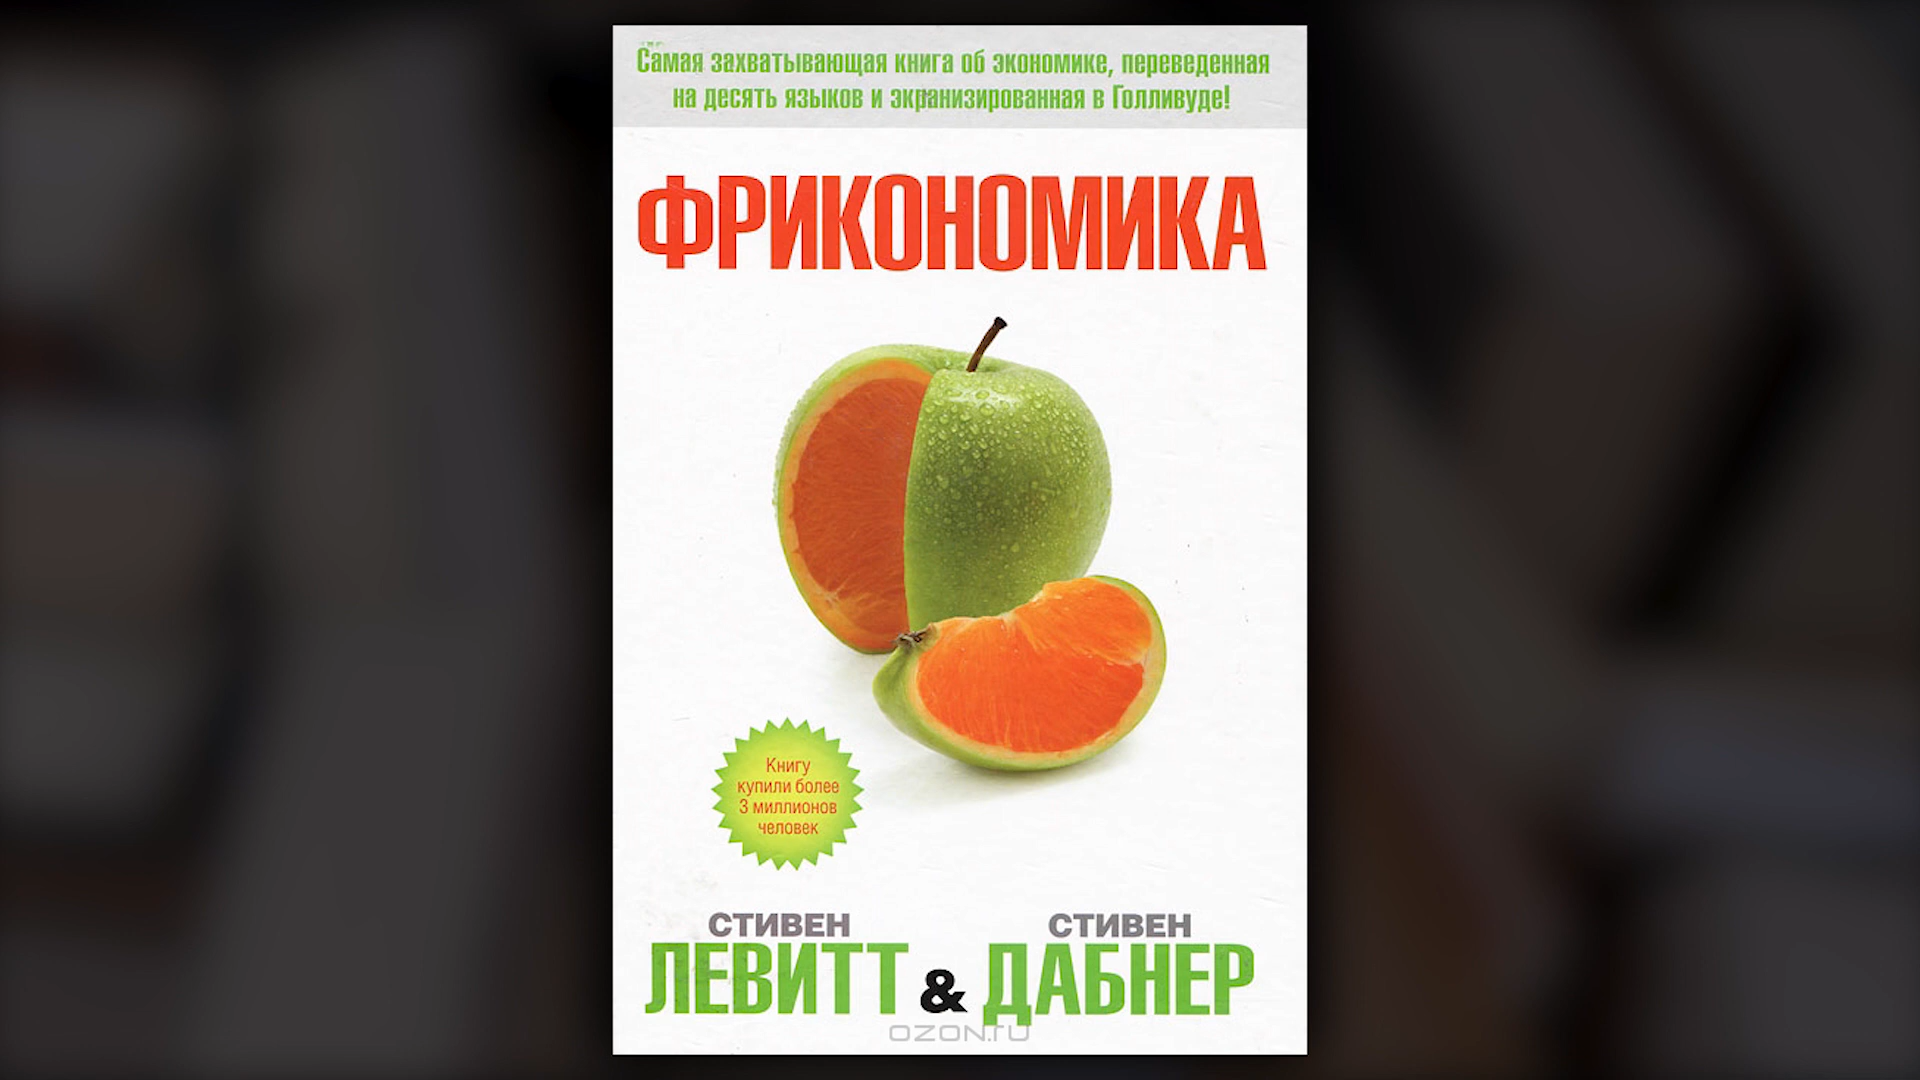 Самая захватывающая книга об экономике, переведенная
на десять языков и экранизированная в Голливуде!
ФРИКОНОМИКА
Книгу
купили более
3 миллионов
человек
СТИВЕН
ЛЕВИТТ
&
СТИВЕН
ДАБНЕР
ozon.ru